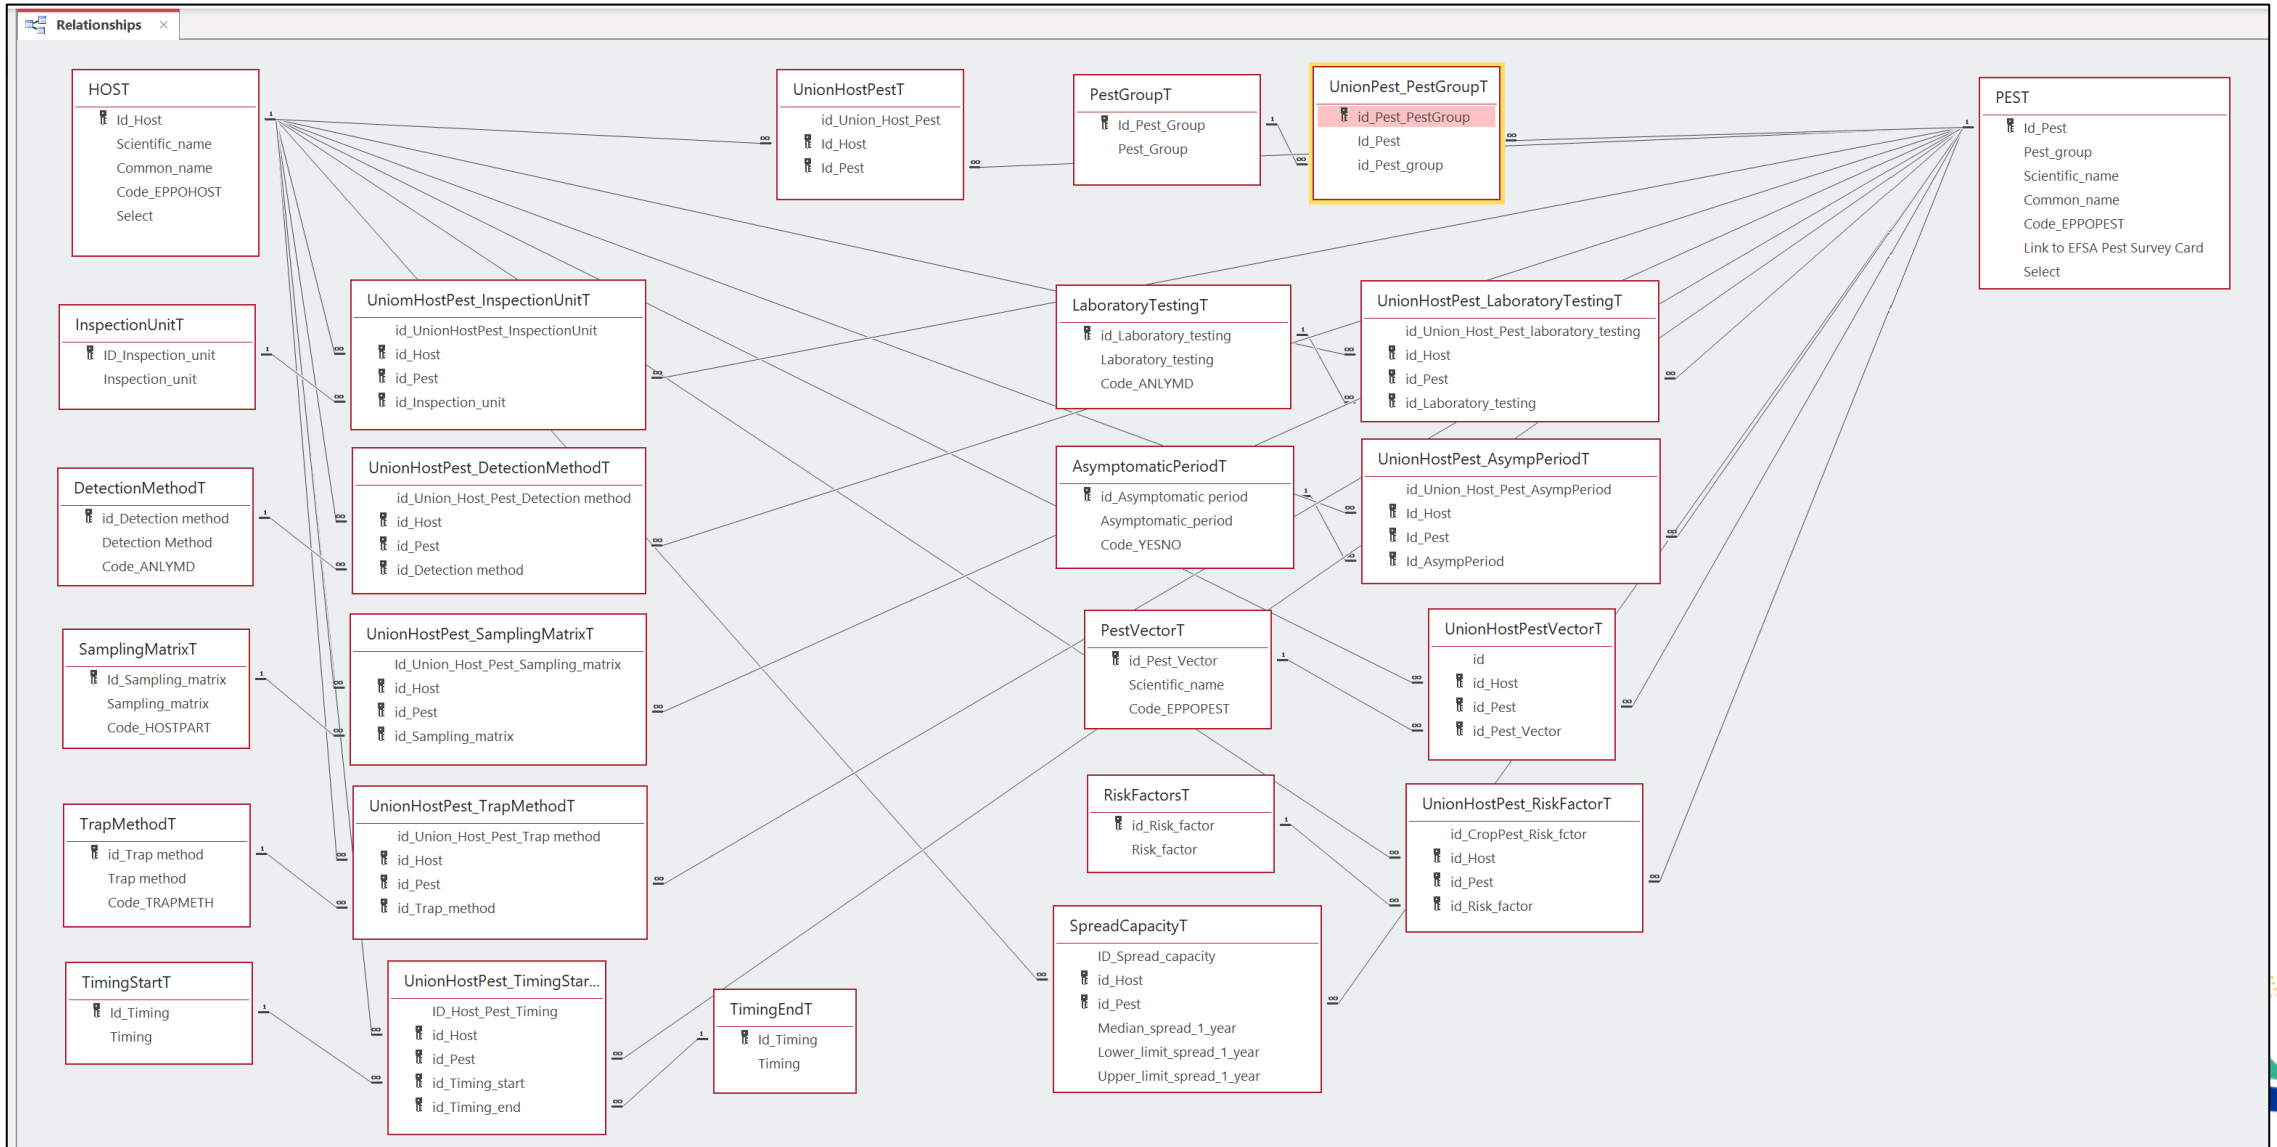 Relationships
HOST
Id_Host
Scientific_name
Common_name
Code_EPPOHOST
Select
UnionHostPestT
id_Union_Host_Pest
Id_Host
Id_Pest
PestGroupT
Id_Pest_Group
Pest_Group
UnionPest_PestGroupT
id_Pest_PestGroup
Id_Pest
id_Pest_group
PEST
Id_Pest
Pest_group
Scientific_name
Common_name
Code_EPPOPEST
Link to EFSA Pest Survey Card
Select
InspectionUnitT
ID_Inspection_unit
Inspection_unit
UniomHostPest_InspectionUnitT
id_UnionHostPest_InspectionUnit
id_Host
id_Pest
id_Inspection_unit
LaboratoryTestingT
id_Laboratory_testing
Laboratory_testing
Code_ANLYMD
UnionHostPest_LaboratoryTestingT
id_Union_Host_Pest_laboratory_testing
id_Host
id_Pest
id_Laboratory_testing
DetectionMethodT
id_Detection method
Detection Method
Code_ANLYMD
UnionHostPest_DetectionMethodT
id_Union_Host_Pest_Detection method
id_Host
id_Pest
id_Detection method
AsymptomaticPeriodT
id_Asymptomatic period
Asymptomatic_period
Code_YESNO
UnionHostPest_AsympPeriodT
id_Union_Host_Pest_AsympPeriod
Id_Host
Id_Pest
Id_AsympPeriod
SamplingMatrixT
Id_Sampling_matrix
Sampling_matrix
Code_HOSTPART
UnionHostPest_SamplingMatrixT
Id_Union_Host_Pest_Sampling_matrix
id_Host
id_Pest
id_Sampling_matrix
PestVectorT
id_Pest_Vector
Scientific_name
Code_EPPOPEST
UnionHostPestVectorT
id
id_Host
id_Pest
id_Pest_Vector
TrapMethodT
id_Trap method
Trap method
Code_TRAPMETH
UnionHostPest_TrapMethodT
id_Union_Host_Pest_Trap method
id_Host
id_Pest
id_Trap_method
RiskFactorsT
id_Risk_factor
Risk_factor
UnionHostPest_RiskFactorT
id_CropPest_Risk_fctor
id_Host
id_Pest
id_Risk_factor
TimingStartT
Id_Timing
Timing
UnionHostPest_TimingStar...
ID_Host_Pest_Timing
id_Host
id_Pest
id_Timing_start
id_Timing_end
TimingEndT
Id_Timing
Timing
SpreadCapacityT
ID_Spread_capacity
id_Host
id_Pest
Median_spread_1_year
Lower_limit_spread_1_year
Upper_limit_spread_1_year